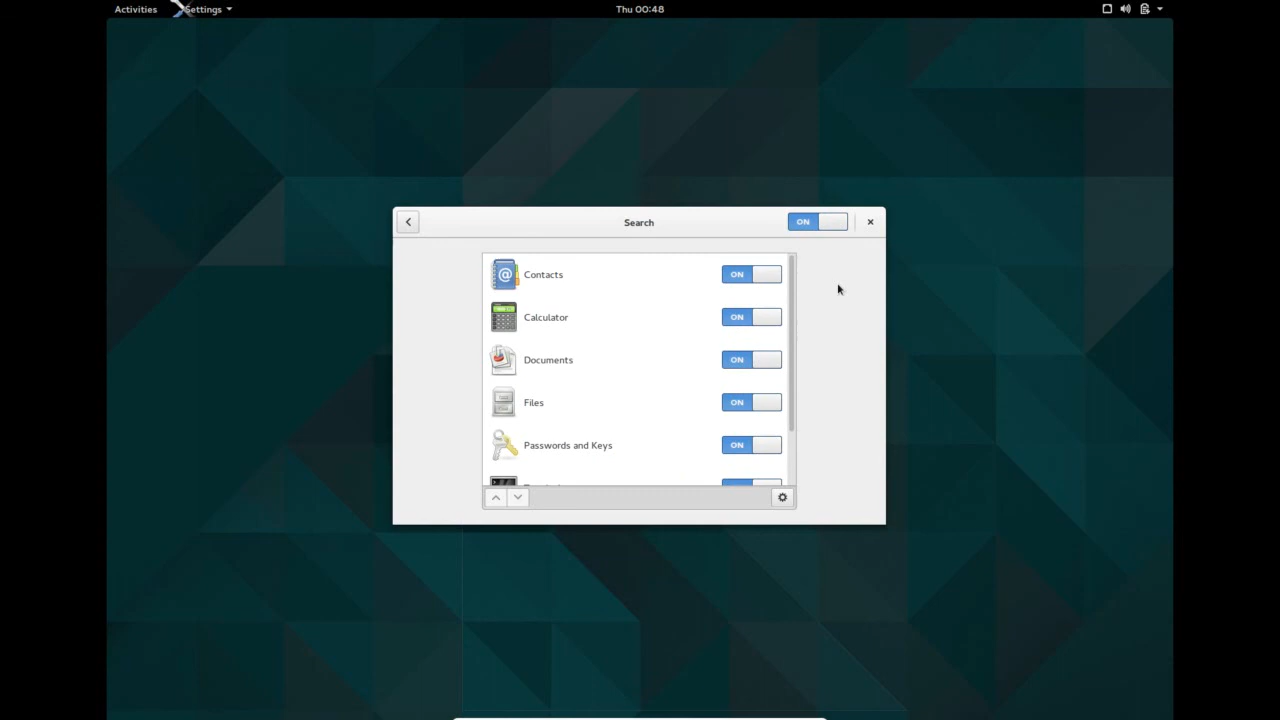 Activities Settings Thu 00:48
Search ON
Contacts ON
Calculator ON
Documents ON
Files ON
Passwords and Keys ON